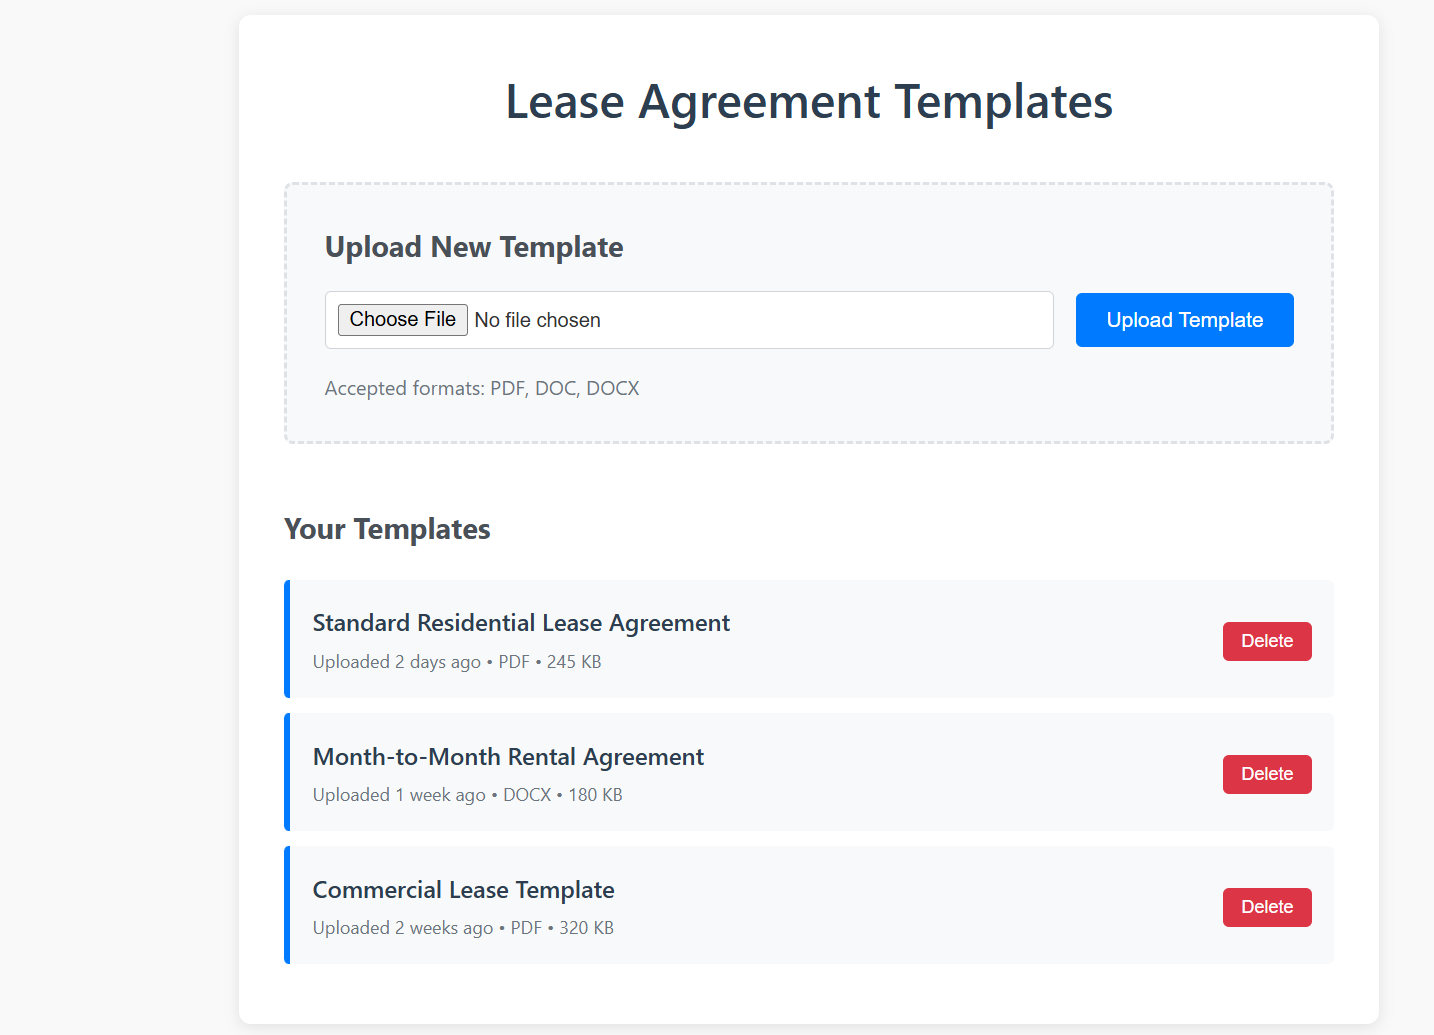 Lease Agreement Templates
Upload New Template
Choose File No file chosen
Upload Template
Accepted formats: PDF, DOC, DOCX
Your Templates
Standard Residential Lease Agreement
Uploaded 2 days ago • PDF • 245 KB
Delete
Month-to-Month Rental Agreement
Uploaded 1 week ago • DOCX • 180 KB
Delete
Commercial Lease Template
Uploaded 2 weeks ago • PDF • 320 KB
Delete